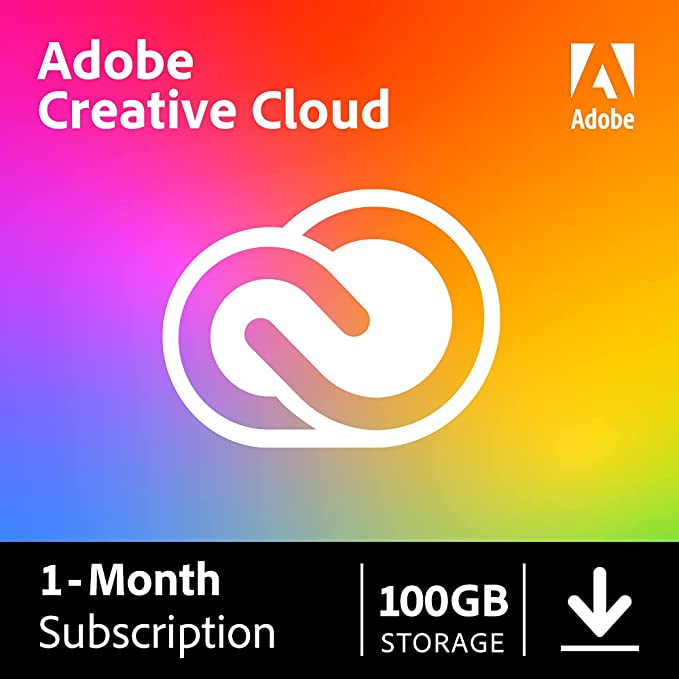 Adobe
Creative Cloud
Adobe
1-Month
Subscription
100GB
STORAGE